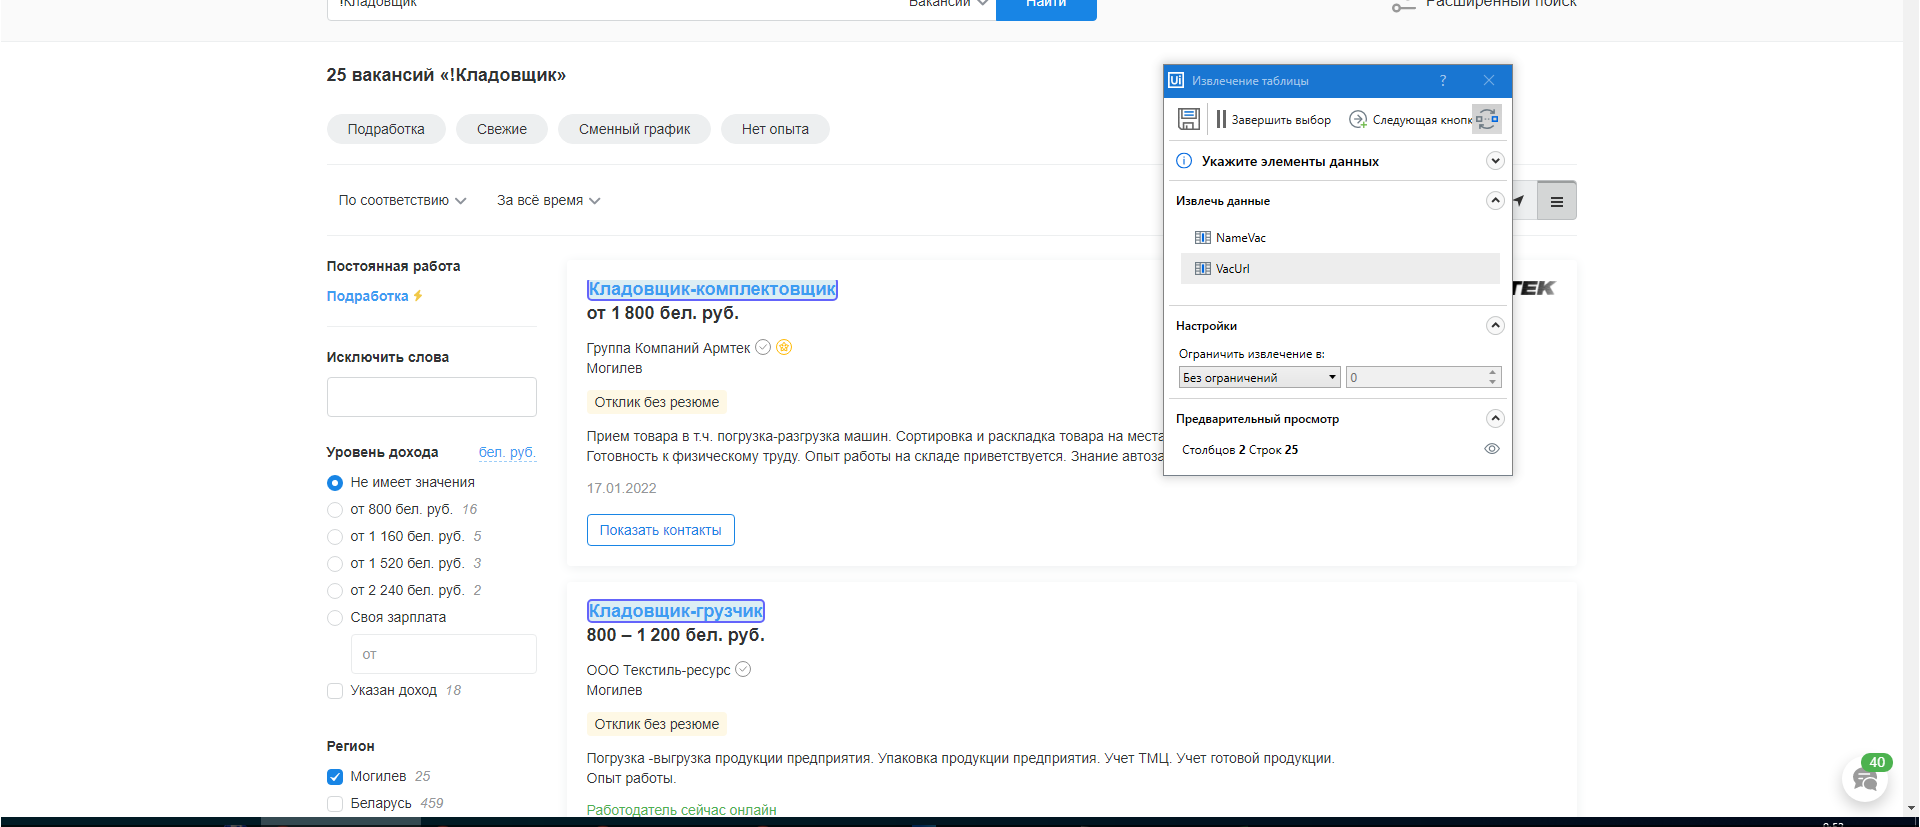 !Кладовщик
Вакансии
Найти
Расширенный поиск
25 вакансий «!Кладовщик»
Подработка
Свежие
Сменный график
Нет опыта
По соответствию
За всё время
Постоянная работа
Подработка
Исключить слова
Уровень дохода
бел. руб.
Не имеет значения
от 800 бел. руб. 16
от 1 160 бел. руб. 5
от 1 520 бел. руб. 3
от 2 240 бел. руб. 2
Своя зарплата
от
Указан доход 18
Регион
Могилев 25
Беларусь 459
Кладовщик-комплектовщик
от 1 800 бел. руб.
Группа Компаний Армтек
Могилев
Отклик без резюме
Прием товара в т.ч. погрузка-разгрузка машин. Сортировка и раскладка товара на места
Готовность к физическому труду. Опыт работы на складе приветствуется. Знание автоза
17.01.2022
Показать контакты
Кладовщик-грузчик
800 – 1 200 бел. руб.
ООО Текстиль-ресурс
Могилев
Отклик без резюме
Погрузка -выгрузка продукции предприятия. Упаковка продукции предприятия. Учет ТМЦ. Учет готовой продукции.
Опыт работы.
Работодатель сейчас онлайн
Ui Извлечение таблицы ?
Завершить выбор
Следующая кнопк
Укажите элементы данных
Извлечь данные
NameVac
VacUrl
Настройки
Ограничить извлечение в:
Без ограничений
0
Предварительный просмотр
Столбцов 2 Строк 25
ТЕК
40